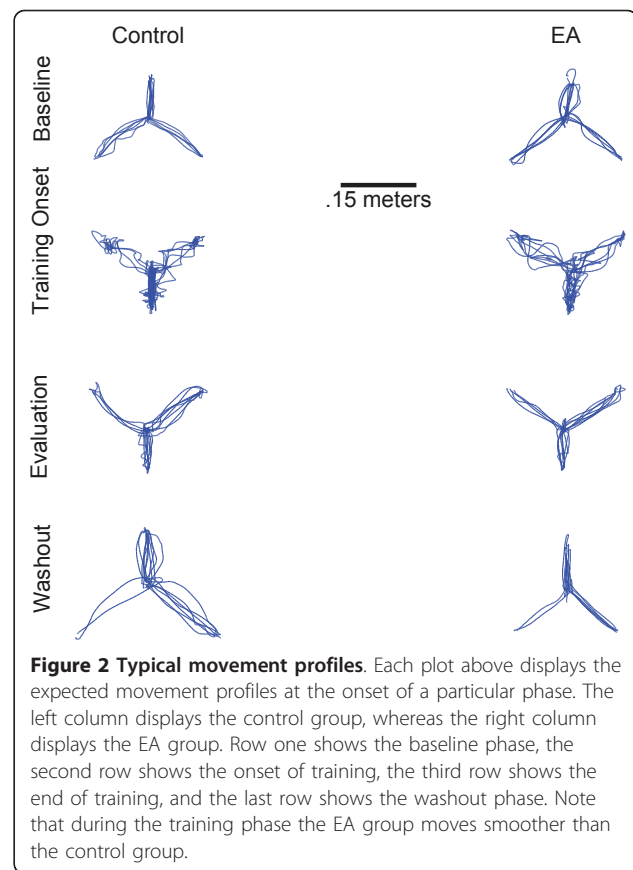 Control
EA
Baseline
.15 meters
Training Onset
Evaluation
Washout
Figure 2 Typical movement profiles. Each plot above displays the
expected movement profiles at the onset of a particular phase. The
left column displays the control group, whereas the right column
displays the EA group. Row one shows the baseline phase, the
second row shows the onset of training, the third row shows the
end of training, and the last row shows the washout phase. Note
that during the training phase the EA group moves smoother than
the control group.